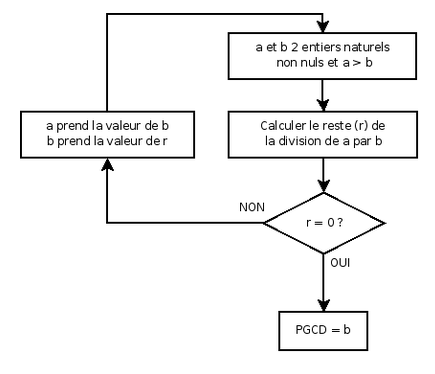 a et b 2 entiers naturels
non nuls et a > b
a prend la valeur de b
b prend la valeur de r
Calculer le reste (r) de
la division de a par b
NON
r = 0 ?
OUI
PGCD = b